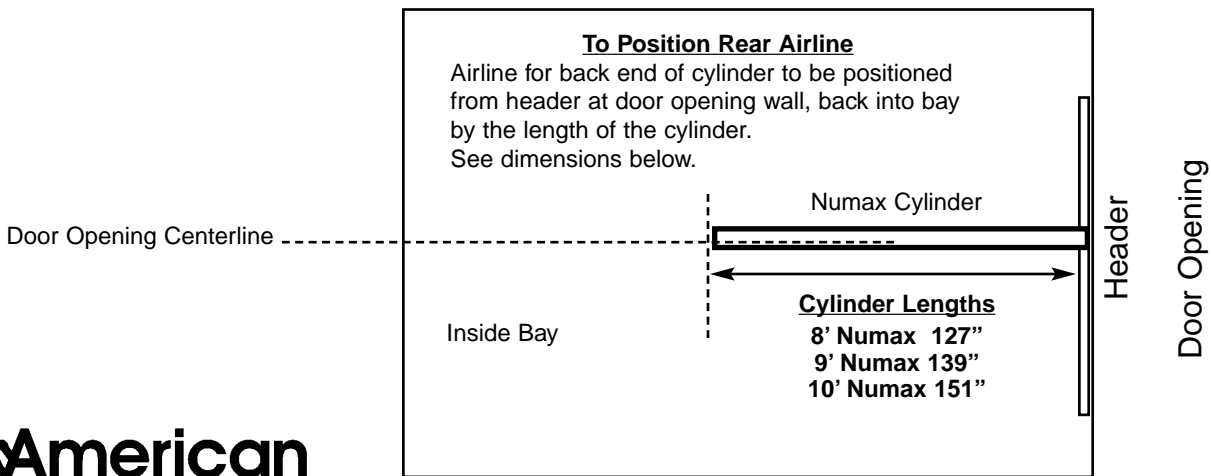 To Position Rear Airline
Airline for back end of cylinder to be positioned
from header at door opening wall, back into bay
by the length of the cylinder.
See dimensions below.
Numax Cylinder
Door Opening Centerline
Header
Door Opening
Cylinder Lengths
Inside Bay
8’ Numax 127”
9’ Numax 139”
10’ Numax 151”
American